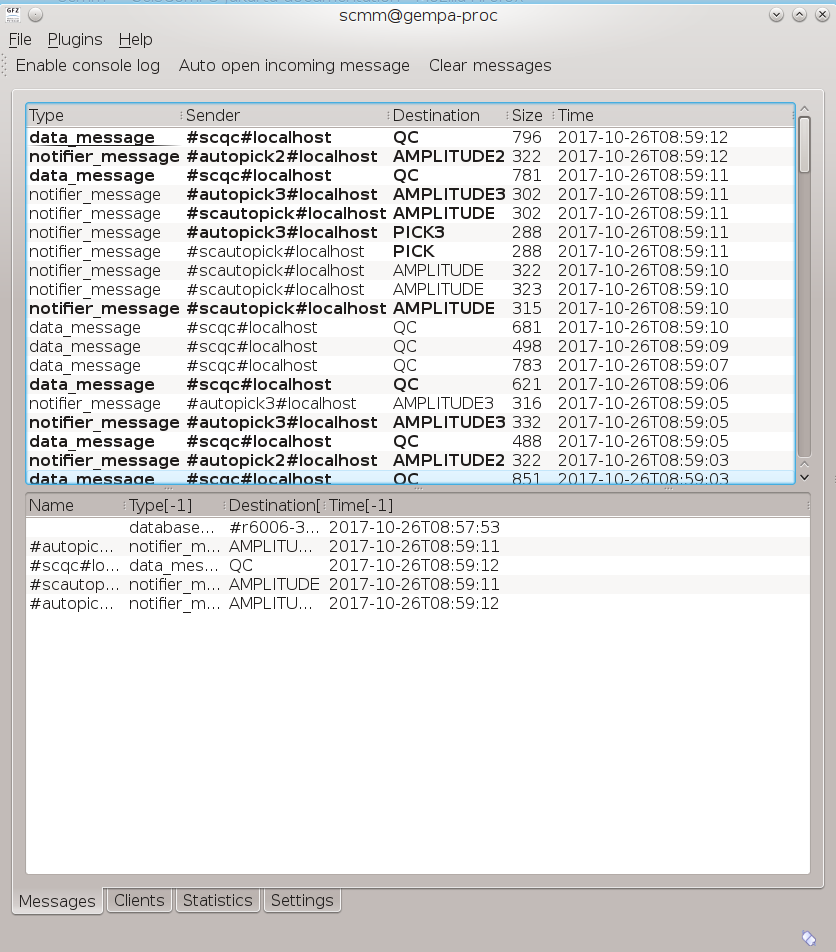 GFZ
scmm@gempa-proc
File Plugins Help
Enable console log Auto open incoming message Clear messages
Type Sender Destination Size Time
data_message #scqc#localhost QC 796 2017-10-26T08:59:12
notifier_message #autopick2#localhost AMPLITUDE2 322 2017-10-26T08:59:12
data_message #scqc#localhost QC 781 2017-10-26T08:59:11
notifier_message #autopick3#localhost AMPLITUDE3 302 2017-10-26T08:59:11
notifier_message #scautopick#localhost AMPLITUDE 302 2017-10-26T08:59:11
notifier_message #autopick3#localhost PICK3 288 2017-10-26T08:59:11
notifier_message #scautopick#localhost PICK 288 2017-10-26T08:59:11
notifier_message #scautopick#localhost AMPLITUDE 322 2017-10-26T08:59:10
notifier_message #scautopick#localhost AMPLITUDE 323 2017-10-26T08:59:10
notifier_message #scautopick#localhost AMPLITUDE 315 2017-10-26T08:59:10
data_message #scqc#localhost QC 681 2017-10-26T08:59:10
data_message #scqc#localhost QC 498 2017-10-26T08:59:09
data_message #scqc#localhost QC 783 2017-10-26T08:59:07
data_message #scqc#localhost QC 621 2017-10-26T08:59:06
notifier_message #autopick3#localhost AMPLITUDE3 316 2017-10-26T08:59:05
notifier_message #autopick3#localhost AMPLITUDE3 332 2017-10-26T08:59:05
data_message #scqc#localhost QC 488 2017-10-26T08:59:05
notifier_message #autopick2#localhost AMPLITUDE2 322 2017-10-26T08:59:03
data_message #scqc#localhost QC 851 2017-10-26T08:59:03
Name Type[-1] Destination[ Time[-1]
database... #r6006-3... 2017-10-26T08:57:53
#autopic... notifier_m... AMPLITU... 2017-10-26T08:59:11
#scqc#lo... data_mes... QC 2017-10-26T08:59:12
#scautop... notifier_m... AMPLITUDE 2017-10-26T08:59:11
#autopic... notifier_m... AMPLITU... 2017-10-26T08:59:12
Messages Clients Statistics Settings